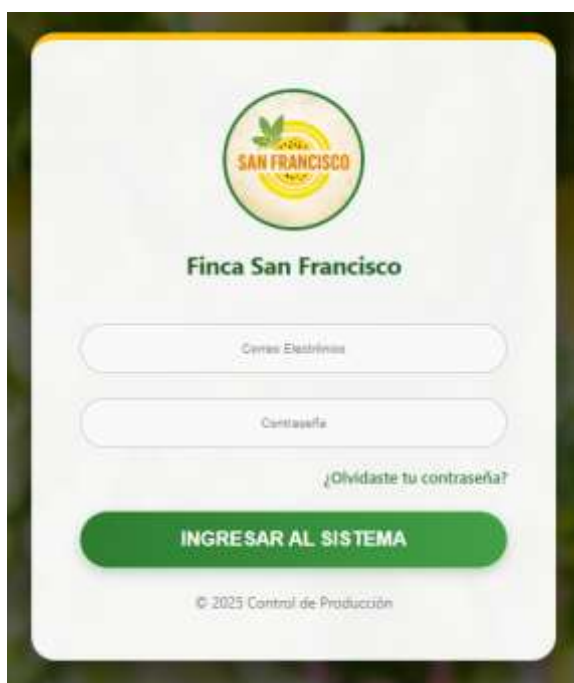 SAN FRANCISCO
Finca San Francisco
Correo Electrónico
Contraseña
¿Olvidaste tu contraseña?
INGRESAR AL SISTEMA
© 2025 Control de Producción